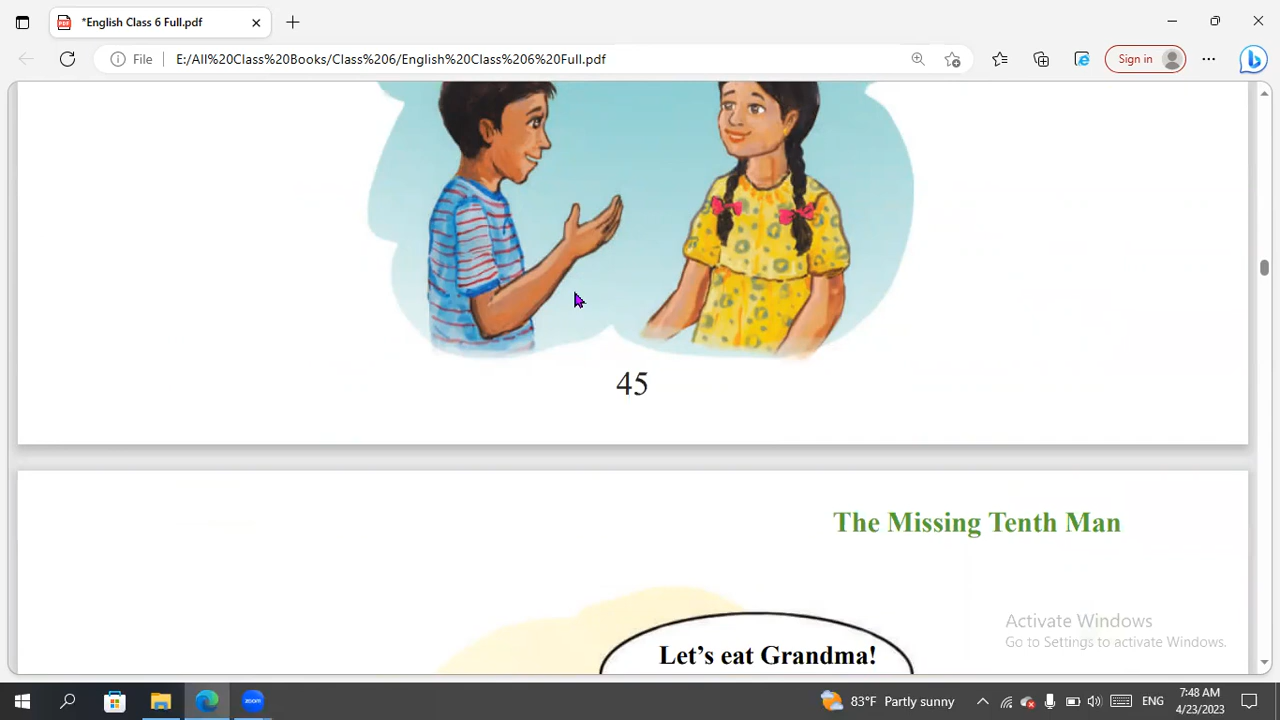 *English Class 6 Full.pdf
File
E:/All%20Class%20Books/Class%206/English%20Class%206%20Full.pdf
Sign in
45
The Missing Tenth Man
Let's eat Grandma!
Activate Windows
Go to Settings to activate Windows.
zoom
83°F Partly sunny
ENG
7:48 AM
4/23/2023